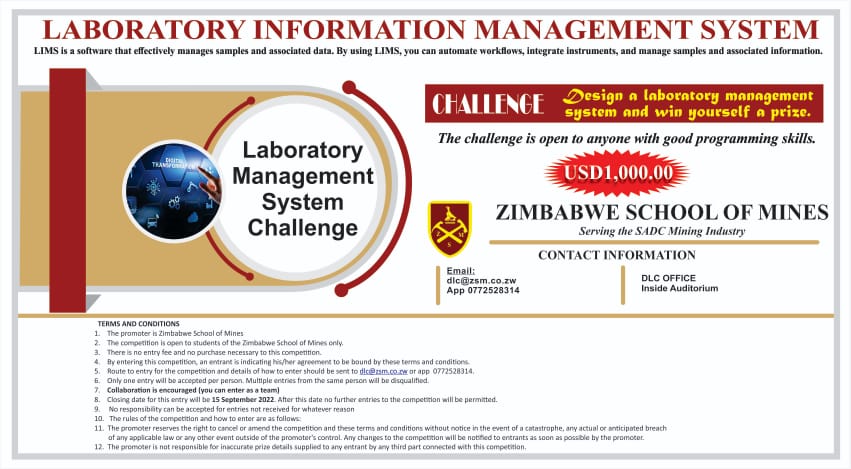 LABORATORY INFORMATION MANAGEMENT SYSTEM
LIMS is a software that effectively manages samples and associated data. By using LIMS, you can automate workflows, integrate instruments, and manage samples and associated information.
DIGITAL
TRANSFORMATION
Laboratory
Management
System
Challenge
CHALLENGE
Design a laboratory management
system and win yourself a prize.
The challenge is open to anyone with good programming skills.
USD1,000.00
Z M
S
ZIMBABWE SCHOOL OF MINES
Serving the SADC Mining Industry
CONTACT INFORMATION
Email:
dlc@zsm.co.zw
App 0772528314
DLC OFFICE
Inside Auditorium
TERMS AND CONDITIONS
1. The promoter is Zimbabwe School of Mines
2. The competition is open to students of the Zimbabwe School of Mines only.
3. There is no entry fee and no purchase necessary to this competition.
4. By entering this competition, an entrant is indicating his/her agreement to be bound by these terms and conditions.
5. Route to entry for the competition and details of how to enter should be sent to dlc@zsm.co.zw or app 0772528314.
6. Only one entry will be accepted per person. Multiple entries from the same person will be disqualified.
7. Collaboration is encouraged (you can enter as a team)
8. Closing date for this entry will be 15 September 2022. After this date no further entries to the competition will be permitted.
9. No responsibility can be accepted for entries not received for whatever reason
10. The rules of the competition and how to enter are as follows:
11. The promoter reserves the right to cancel or amend the competition and these terms and conditions without notice in the event of a catastrophe, any actual or anticipated breach
of any applicable law or any other event outside of the promoter's control. Any changes to the competition will be notified to entrants as soon as possible by the promoter.
12. The promoter is not responsible for inaccurate prize details supplied to any entrant by any third part connected with this competition.